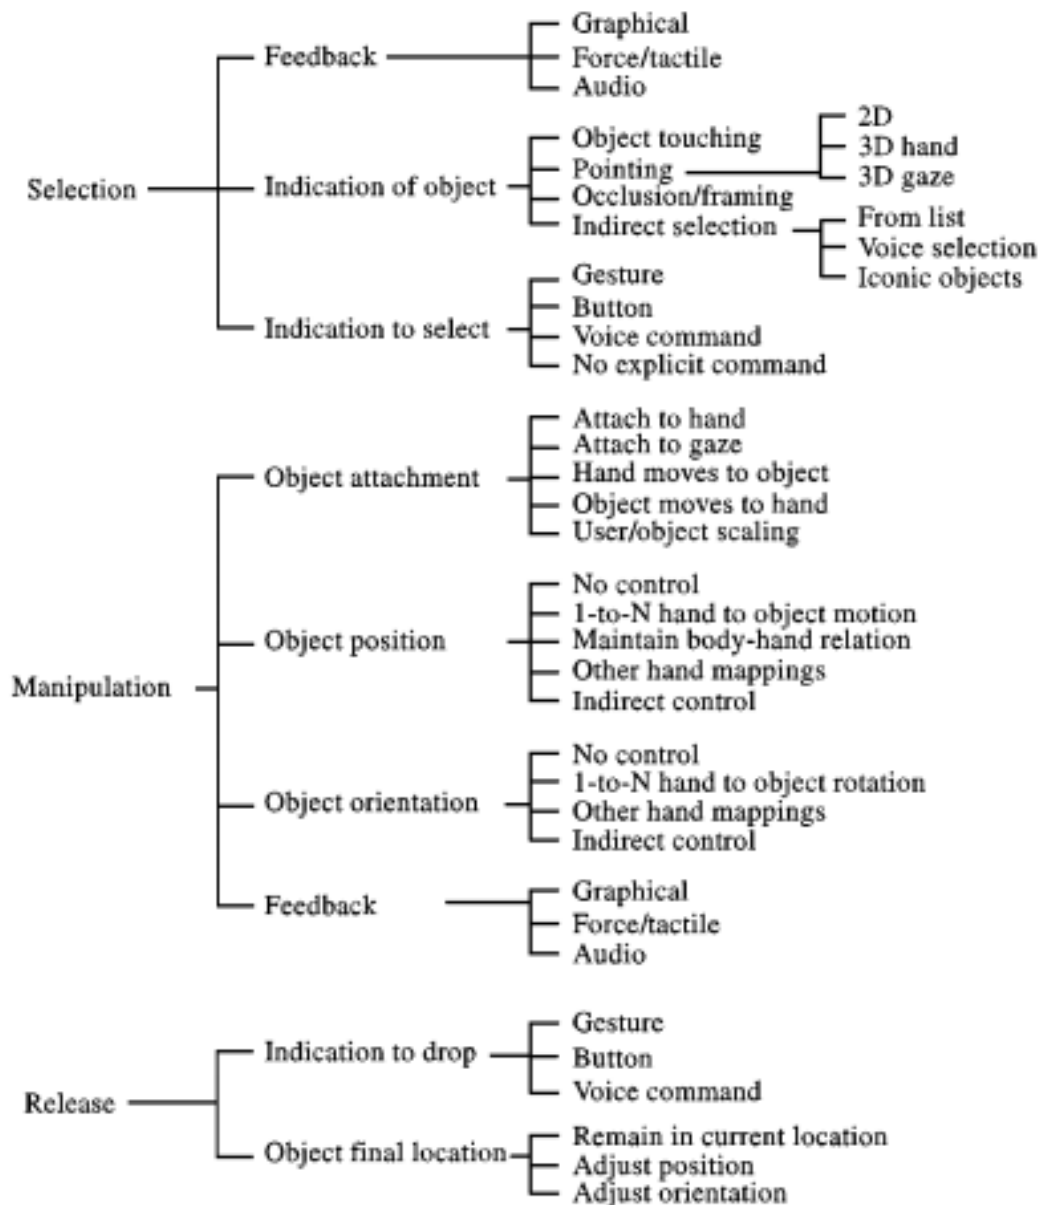 Selection
Feedback
Graphical
Force/tactile
Audio
Indication of object
Object touching
Pointing
2D
3D hand
3D gaze
Occlusion/framing
Indirect selection
From list
Voice selection
Iconic objects
Indication to select
Gesture
Button
Voice command
No explicit command
Manipulation
Object attachment
Attach to hand
Attach to gaze
Hand moves to object
Object moves to hand
User/object scaling
Object position
No control
1-to-N hand to object motion
Maintain body-hand relation
Other hand mappings
Indirect control
Object orientation
No control
1-to-N hand to object rotation
Other hand mappings
Indirect control
Feedback
Graphical
Force/tactile
Audio
Release
Indication to drop
Gesture
Button
Voice command
Object final location
Remain in current location
Adjust position
Adjust orientation